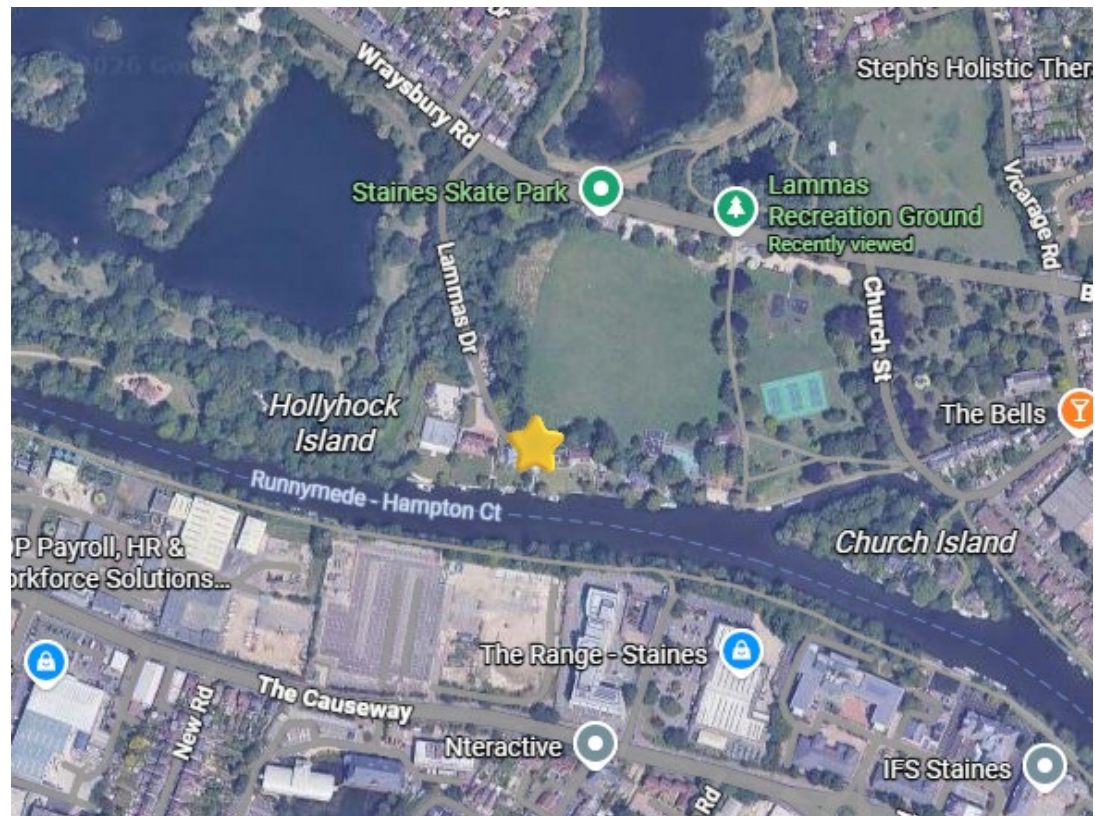 Wraysbury Rd
Steph's Holistic Ther
Staines Skate Park
Lammas
Recreation Ground
Recently viewed
Vicarage Rd
Lammas Dr
Church St
Hollyhock
Island
The Bells
Runnymede - Hampton Ct
Church Island
P Payroll, HR &
orkforce Solutions...
The Range - Staines
The Causeway
New Rd
Nteractive
IFS Staines
Rd